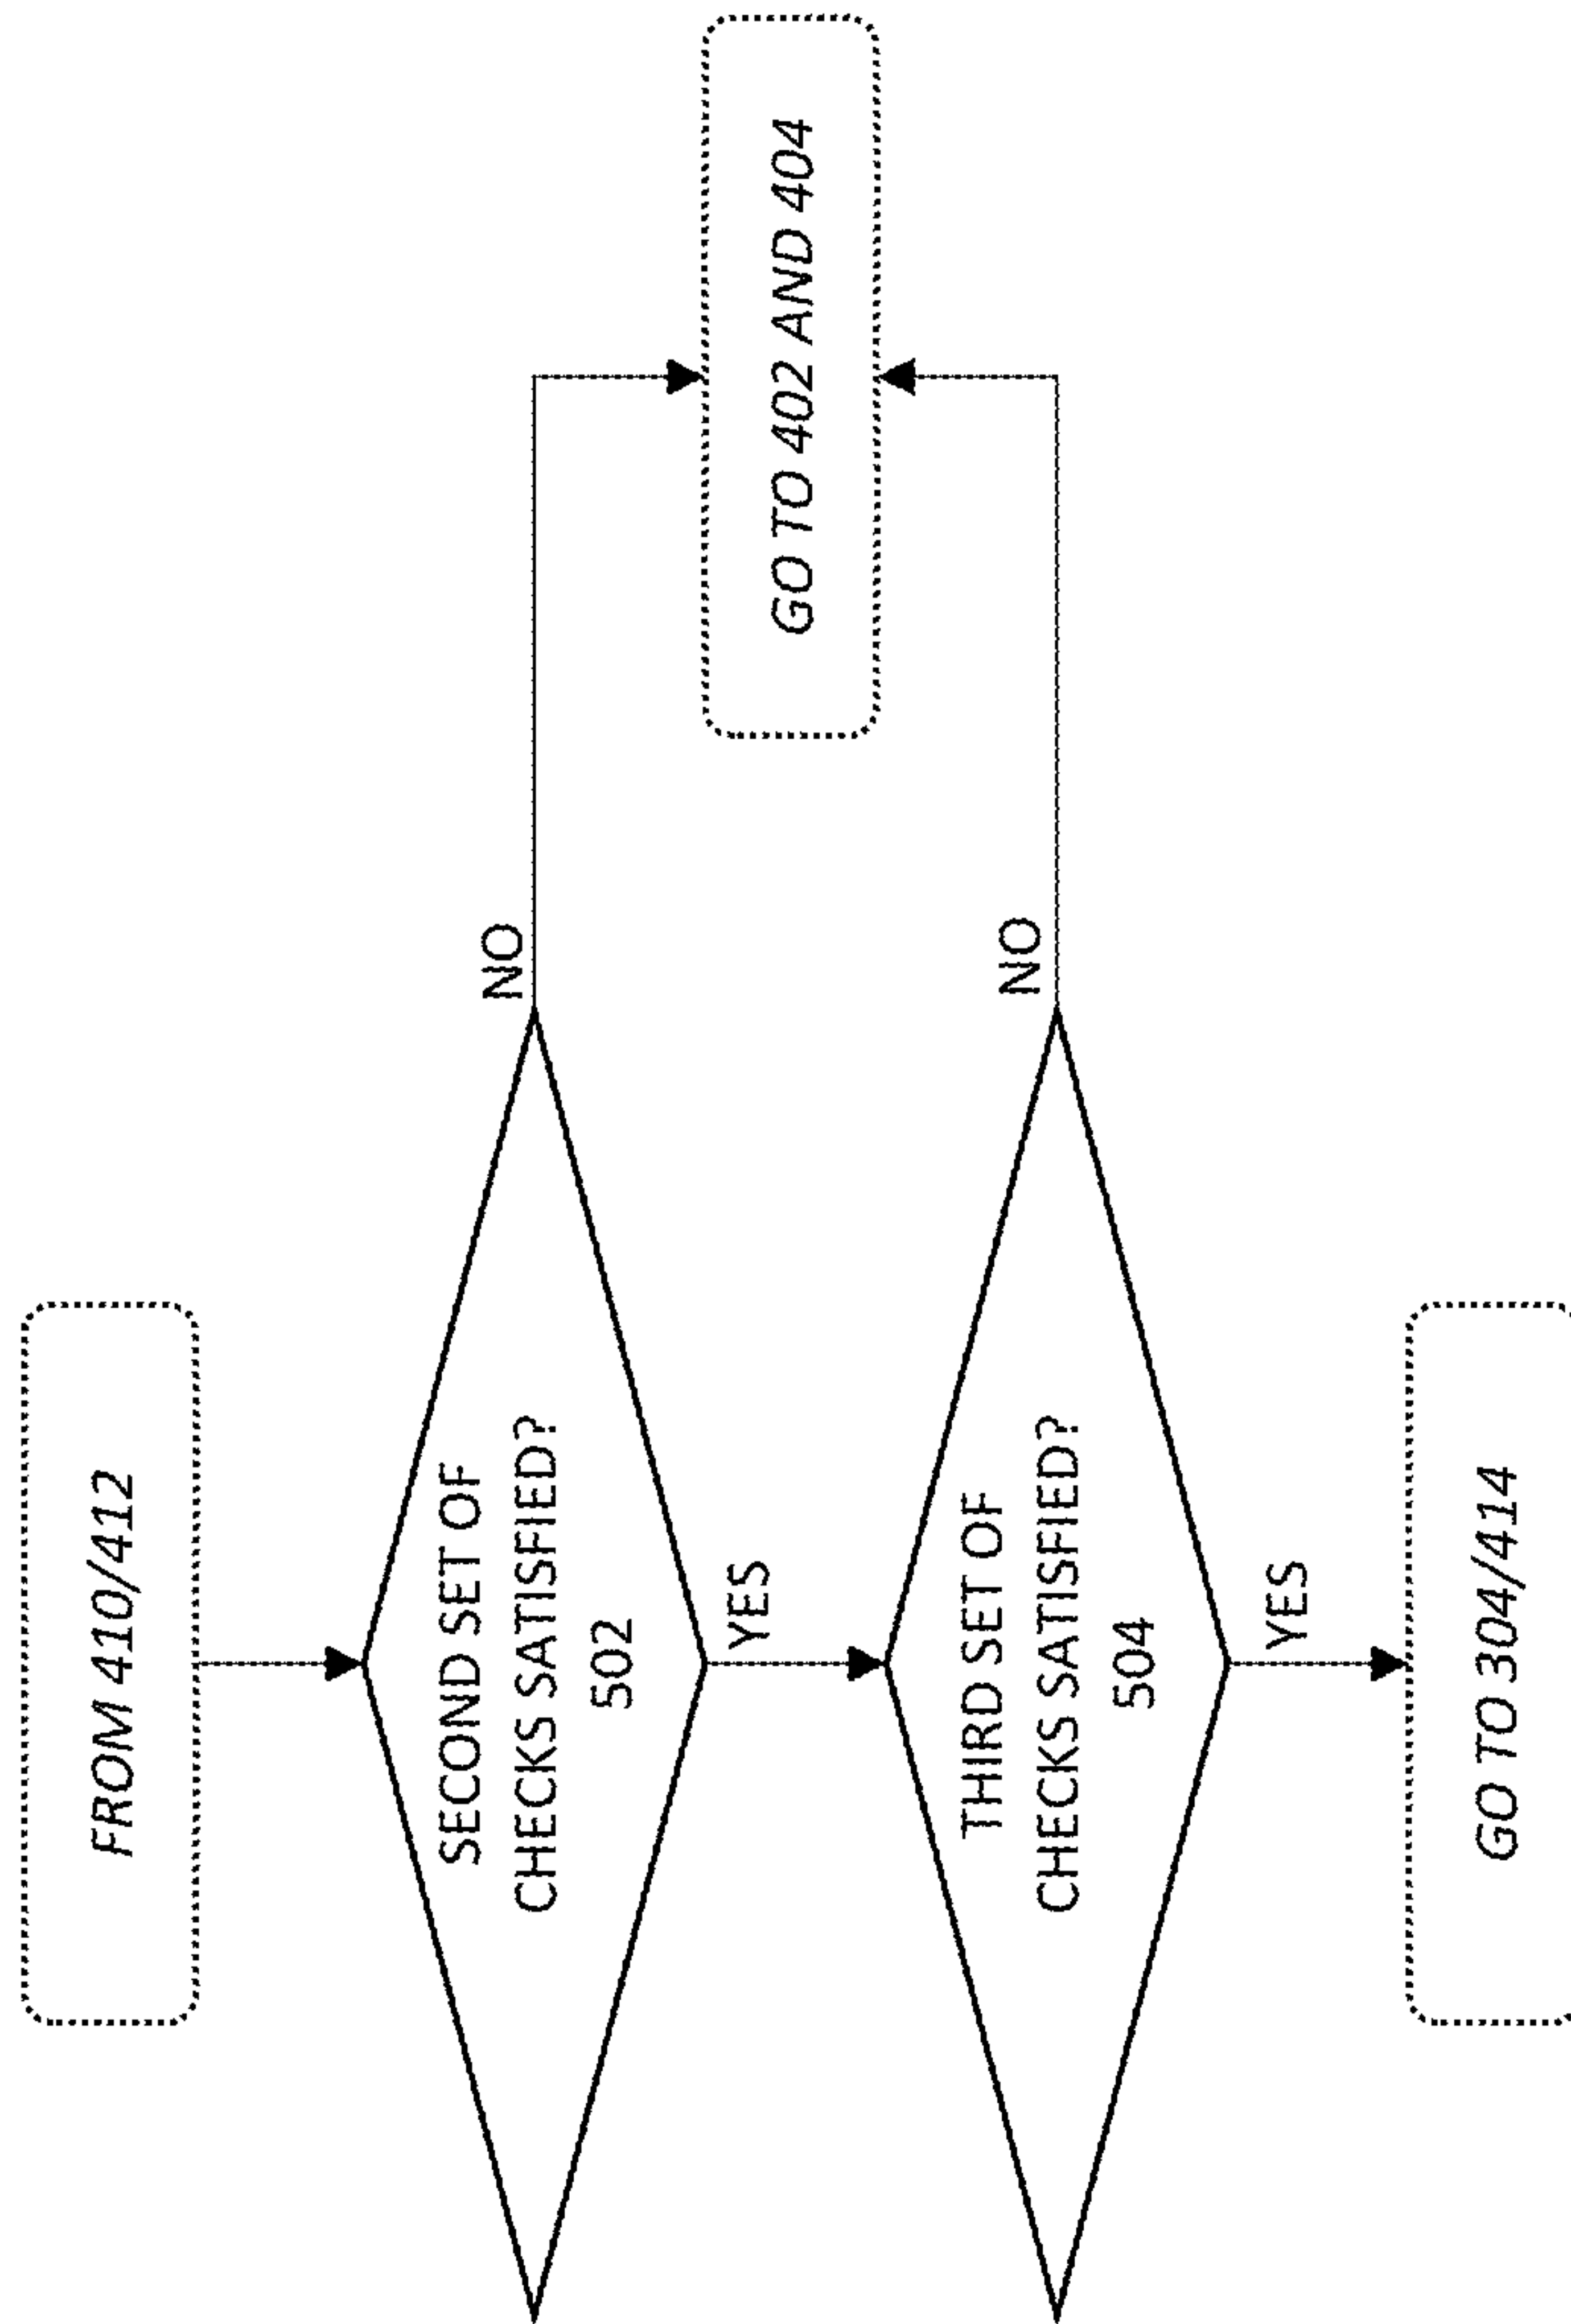 FROM 410/412
SECOND SET OF
CHECKS SATISFIED?
502
NO
YES
GO TO 402 AND 404
THIRD SET OF
CHECKS SATISFIED?
504
NO
YES
GO TO 304/414